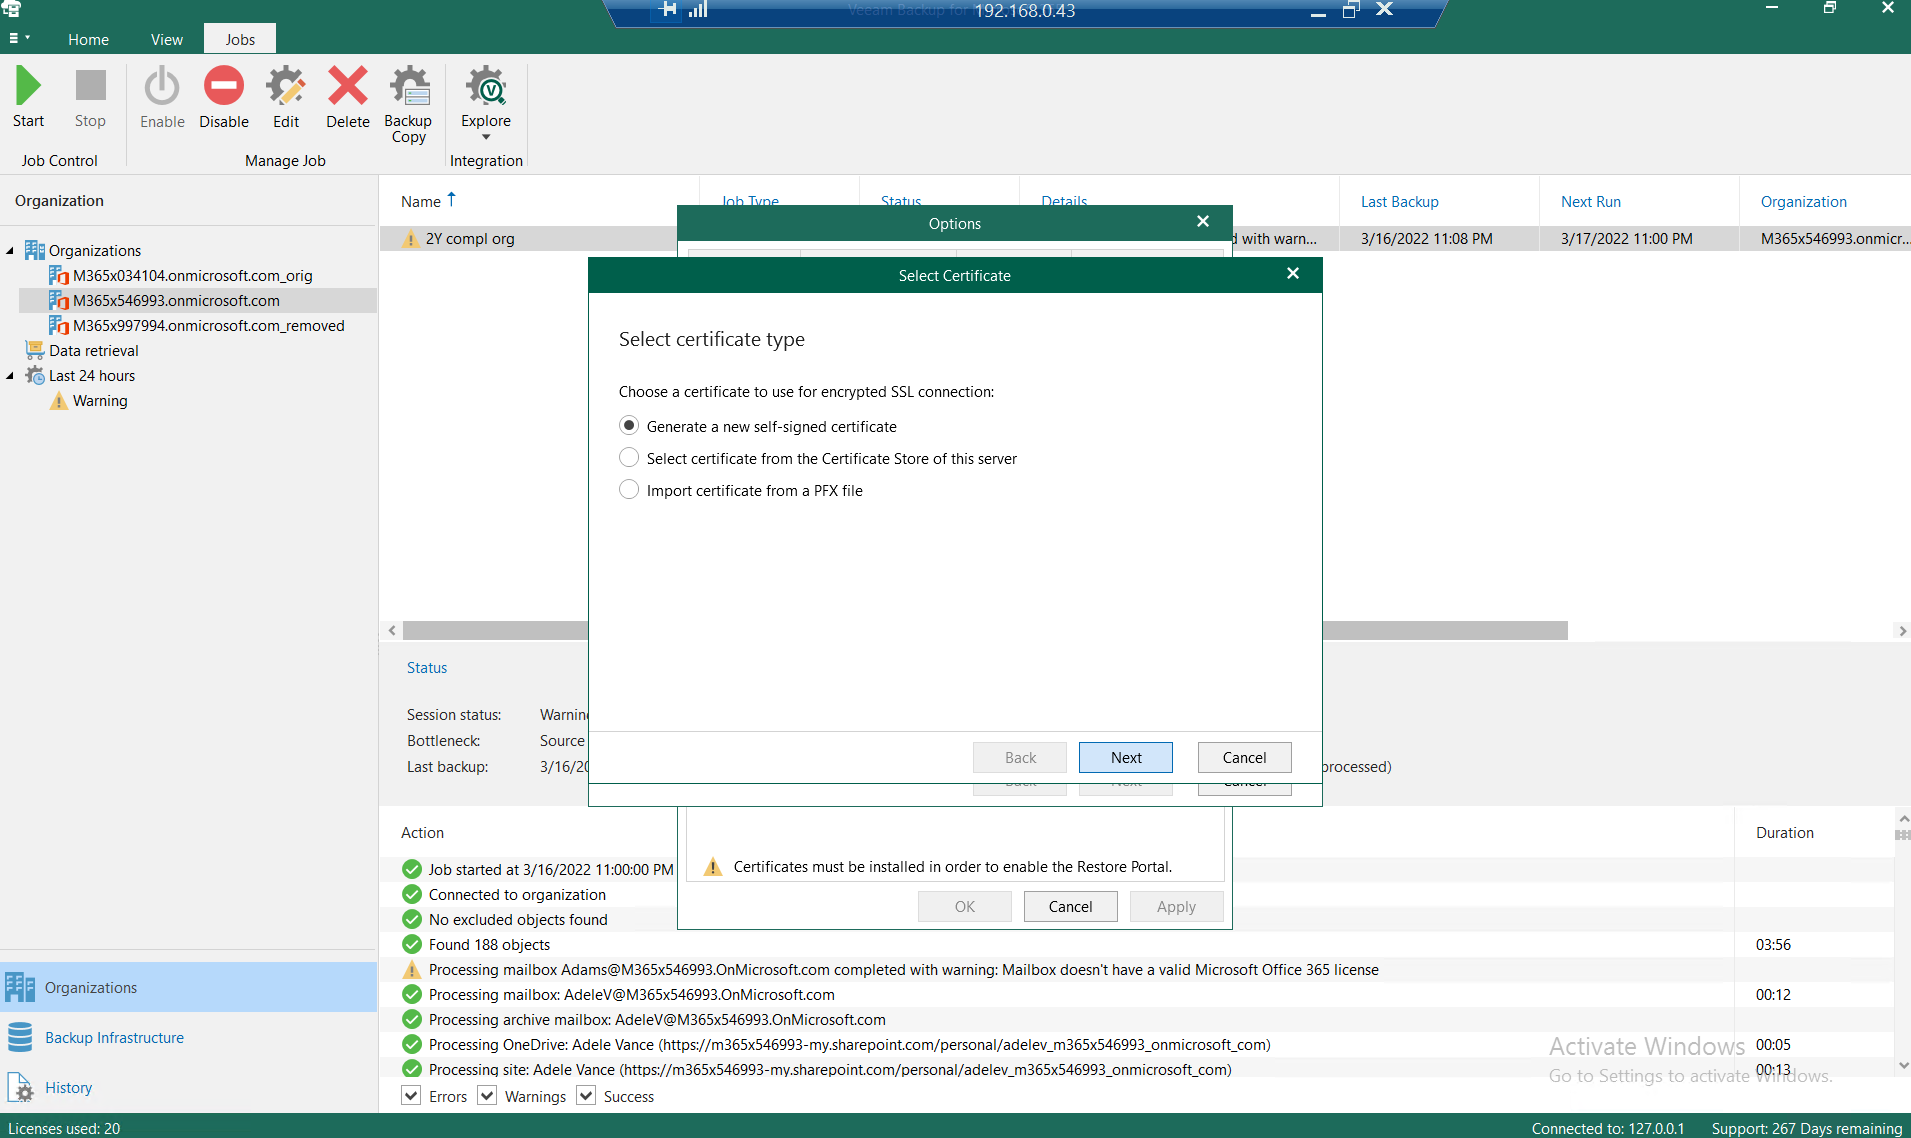 192.168.0.43
Home
View
Jobs
Start
Stop
Enable
Disable
Edit
Delete
Backup
Copy
Explore
Job Control
Manage Job
Integration
Organization
Organizations
M365x034104.onmicrosoft.com_orig
M365x546993.onmicrosoft.com
M365x997994.onmicrosoft.com_removed
Data retrieval
Last 24 hours
Warning
Organizations
Backup Infrastructure
History
Name
Job Type
Status
Details
Last Backup
Next Run
Organization
2Y compl org
d with warn...
3/16/2022 11:08 PM
3/17/2022 11:00 PM
M365x546993.onmicr...
Options
Select Certificate
Select certificate type
Choose a certificate to use for encrypted SSL connection:
Generate a new self-signed certificate
Select certificate from the Certificate Store of this server
Import certificate from a PFX file
Back
Next
Cancel
Back
Next
Cancel
Certificates must be installed in order to enable the Restore Portal.
OK
Cancel
Apply
Status
Session status: Warnin
Bottleneck: Source
Last backup: 3/16/20
processed)
Action
Duration
Job started at 3/16/2022 11:00:00 PM
Connected to organization
No excluded objects found
Found 188 objects 03:56
Processing mailbox Adams@M365x546993.OnMicrosoft.com completed with warning: Mailbox doesn't have a valid Microsoft Office 365 license
Processing mailbox: AdeleV@M365x546993.OnMicrosoft.com 00:12
Processing archive mailbox: AdeleV@M365x546993.OnMicrosoft.com
Processing OneDrive: Adele Vance (https://m365x546993-my.sharepoint.com/personal/adelev_m365x546993_onmicrosoft_com) 00:05
Processing site: Adele Vance (https://m365x546993-my.sharepoint.com/personal/adelev_m365x546993_onmicrosoft_com) 00:13
Activate Windows
Go to Settings to activate Windows.
Errors
Warnings
Success
Licenses used: 20
Connected to: 127.0.0.1
Support: 267 Days remaining